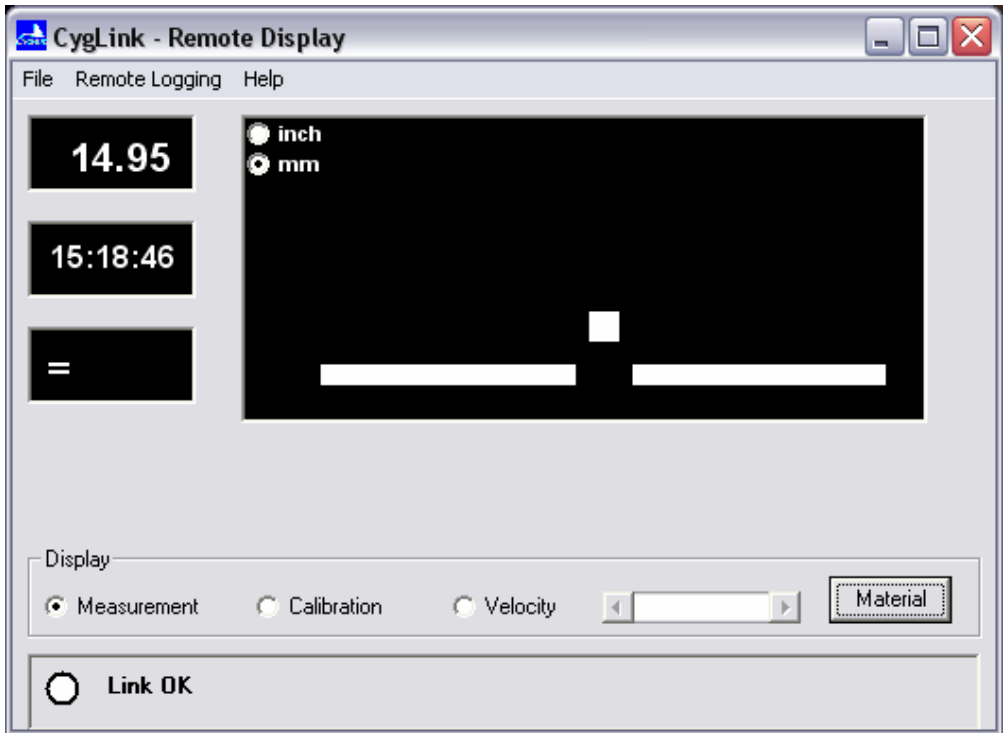 CygLink - Remote Display
File Remote Logging Help
14.95
inch
mm
15:18:46
=
Display
Measurement Calibration Velocity Material
Link OK